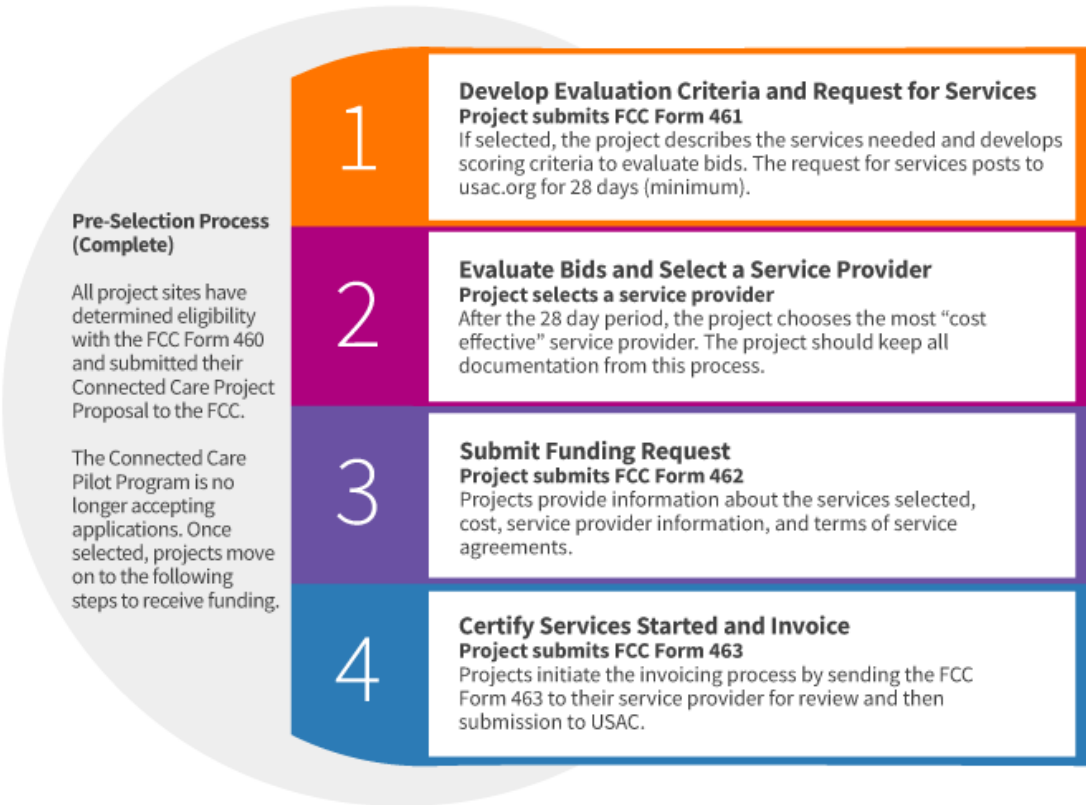 Pre-Selection Process
(Complete)
All project sites have
determined eligibility
with the FCC Form 460
and submitted their
Connected Care Project
Proposal to the FCC.
The Connected Care
Pilot Program is no
longer accepting
applications. Once
selected, projects move
on to the following
steps to receive funding.
1
Develop Evaluation Criteria and Request for Services
Project submits FCC Form 461
If selected, the project describes the services needed and develops
scoring criteria to evaluate bids. The request for services posts to
usac.org for 28 days (minimum).
2
Evaluate Bids and Select a Service Provider
Project selects a service provider
After the 28 day period, the project chooses the most “cost
effective” service provider. The project should keep all
documentation from this process.
3
Submit Funding Request
Project submits FCC Form 462
Projects provide information about the services selected,
cost, service provider information, and terms of service
agreements.
4
Certify Services Started and Invoice
Project submits FCC Form 463
Projects initiate the invoicing process by sending the FCC
Form 463 to their service provider for review and then
submission to USAC.